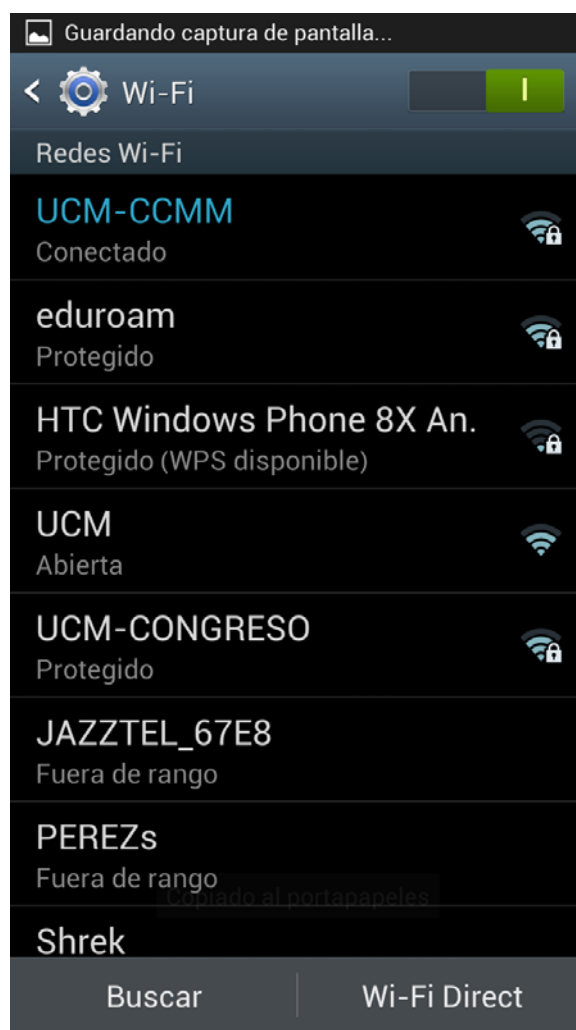 Guardando captura de pantalla...
Wi-Fi
Redes Wi-Fi
UCM-CCMM
Conectado
eduroam
Protegido
HTC Windows Phone 8X An.
Protegido (WPS disponible)
UCM
Abierta
UCM-CONGRESO
Protegido
JAZZTEL_67E8
Fuera de rango
PEREZs
Fuera de rango
Copiado al portapapeles
Shrek
Buscar
Wi-Fi Direct